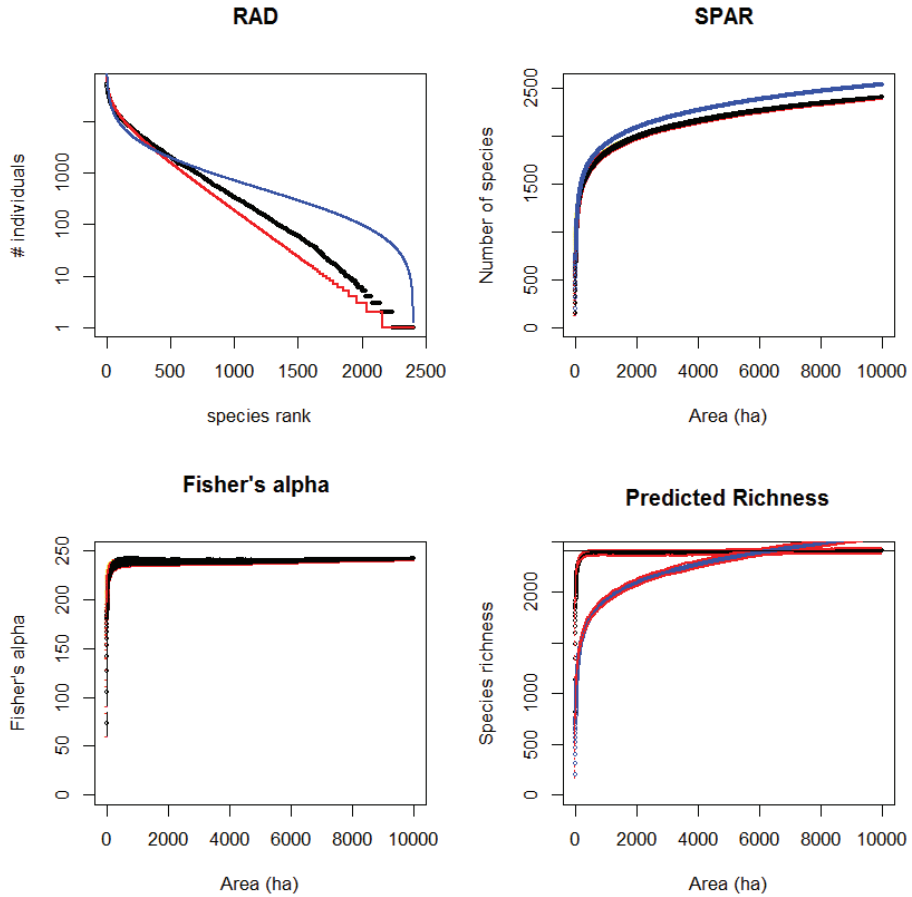 RAD
# individuals
1000
100
10
1
0 500 1000 1500 2000 2500
species rank
SPAR
Number of species
2500
1500
500
0
0 2000 4000 6000 8000 10000
Area (ha)
Fisher's alpha
Fisher's alpha
250
200
150
100
50
0
0 2000 4000 6000 8000 10000
Area (ha)
Predicted Richness
Species richness
2000
1000
500
0
0 2000 4000 6000 8000 10000
Area (ha)